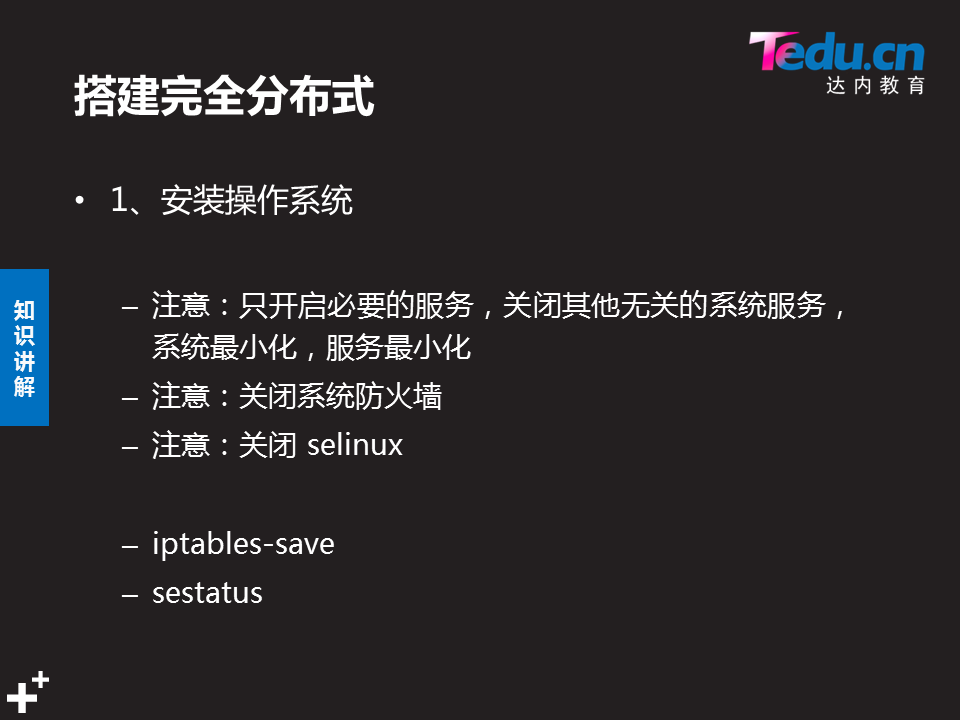 Tedu.cn
达内教育
搭建完全分布式
• 1、安装操作系统
知识讲解
– 注意：只开启必要的服务，关闭其他无关的系统服务，
系统最小化，服务最小化
– 注意：关闭系统防火墙
– 注意：关闭 selinux
– iptables-save
– sestatus